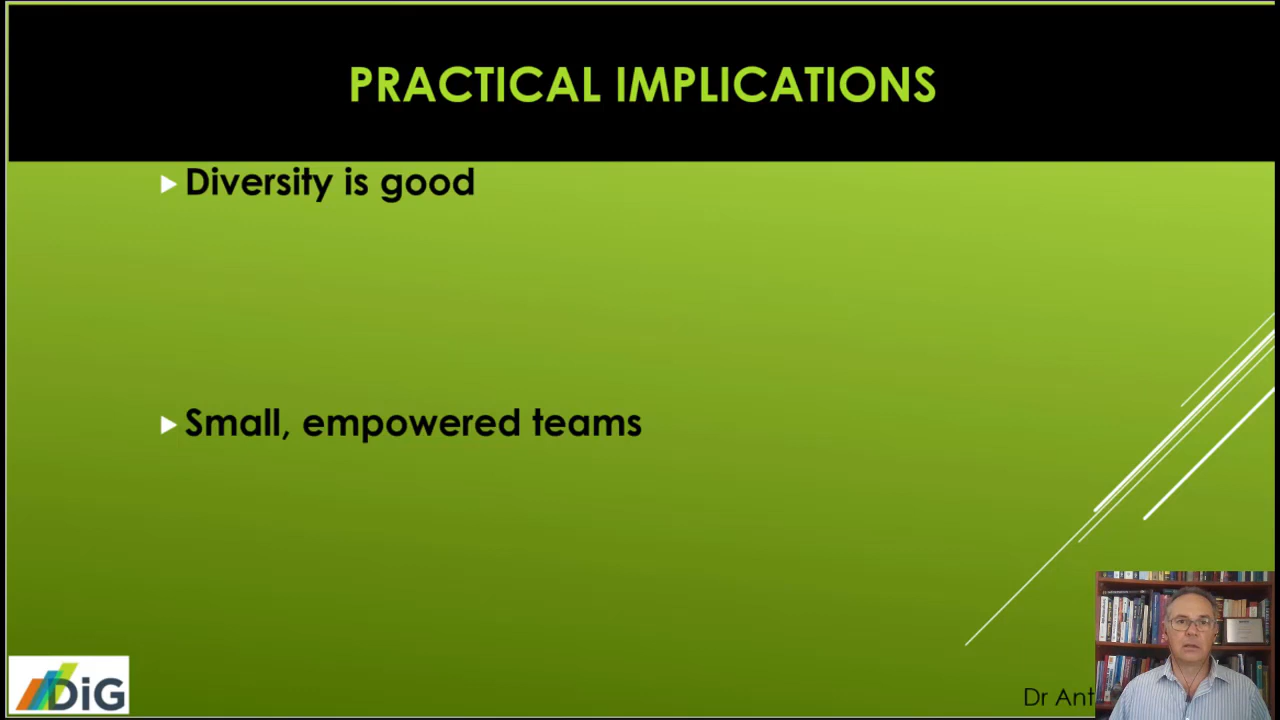 PRACTICAL IMPLICATIONS
Diversity is good
Small, empowered teams
DiG
Dr Ant